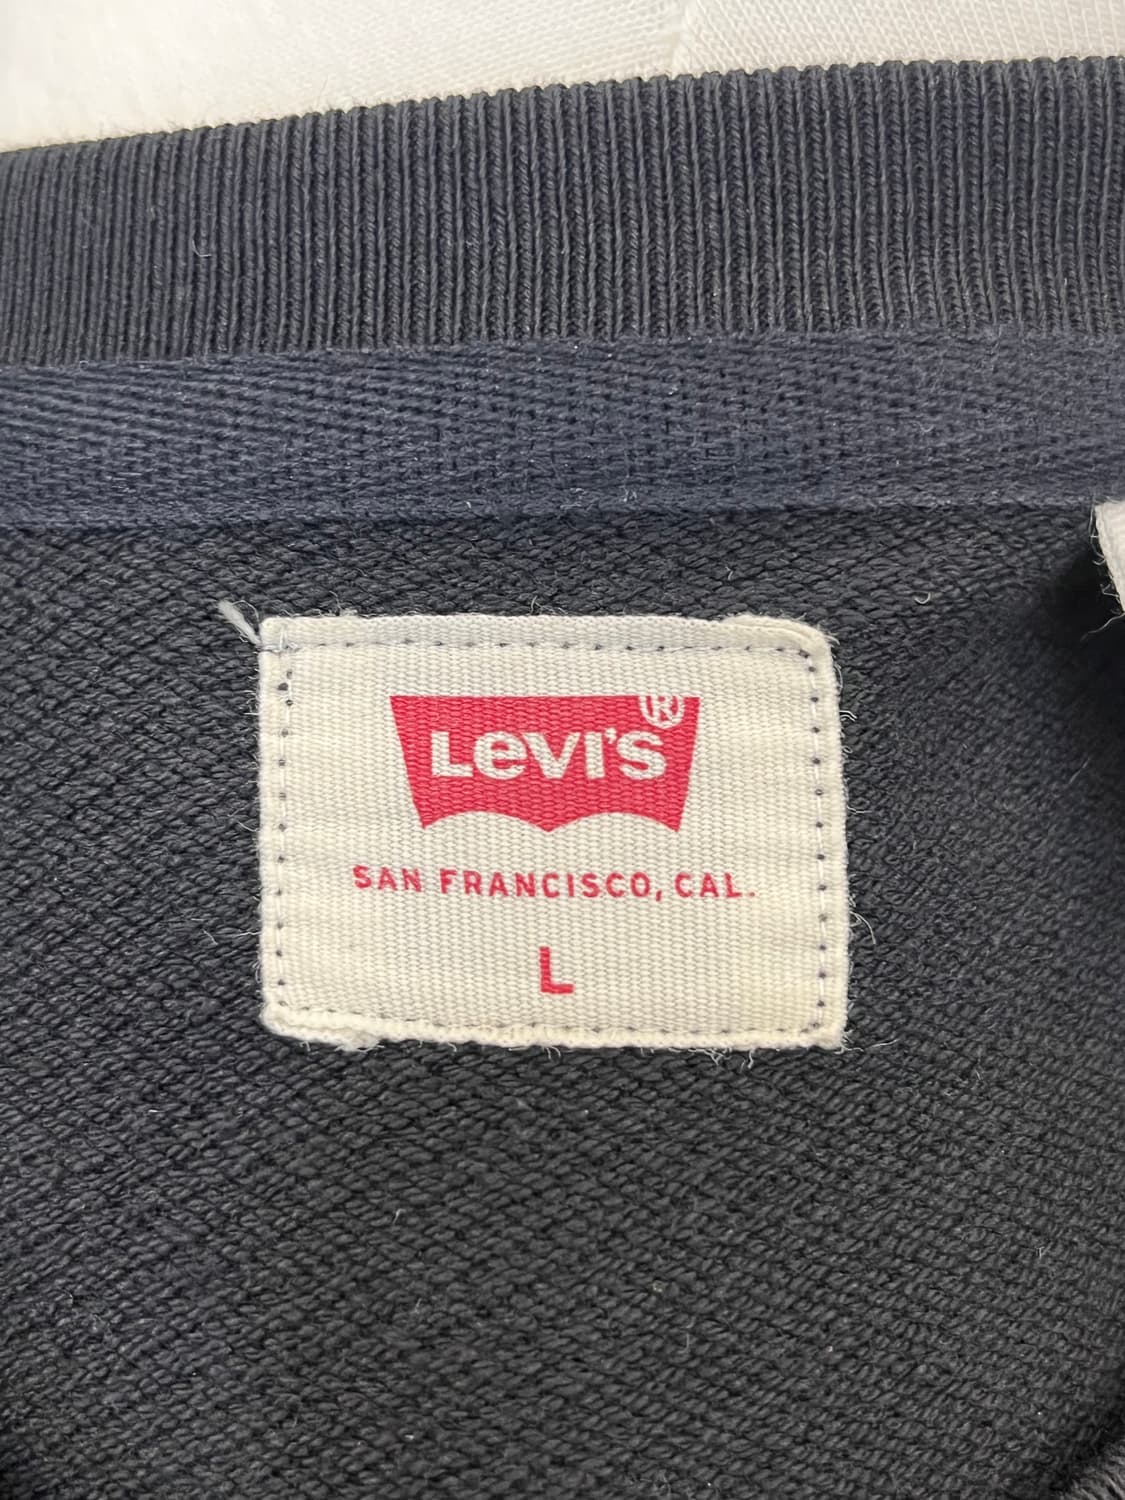 Levi's®
SAN FRANCISCO, CAL.
L